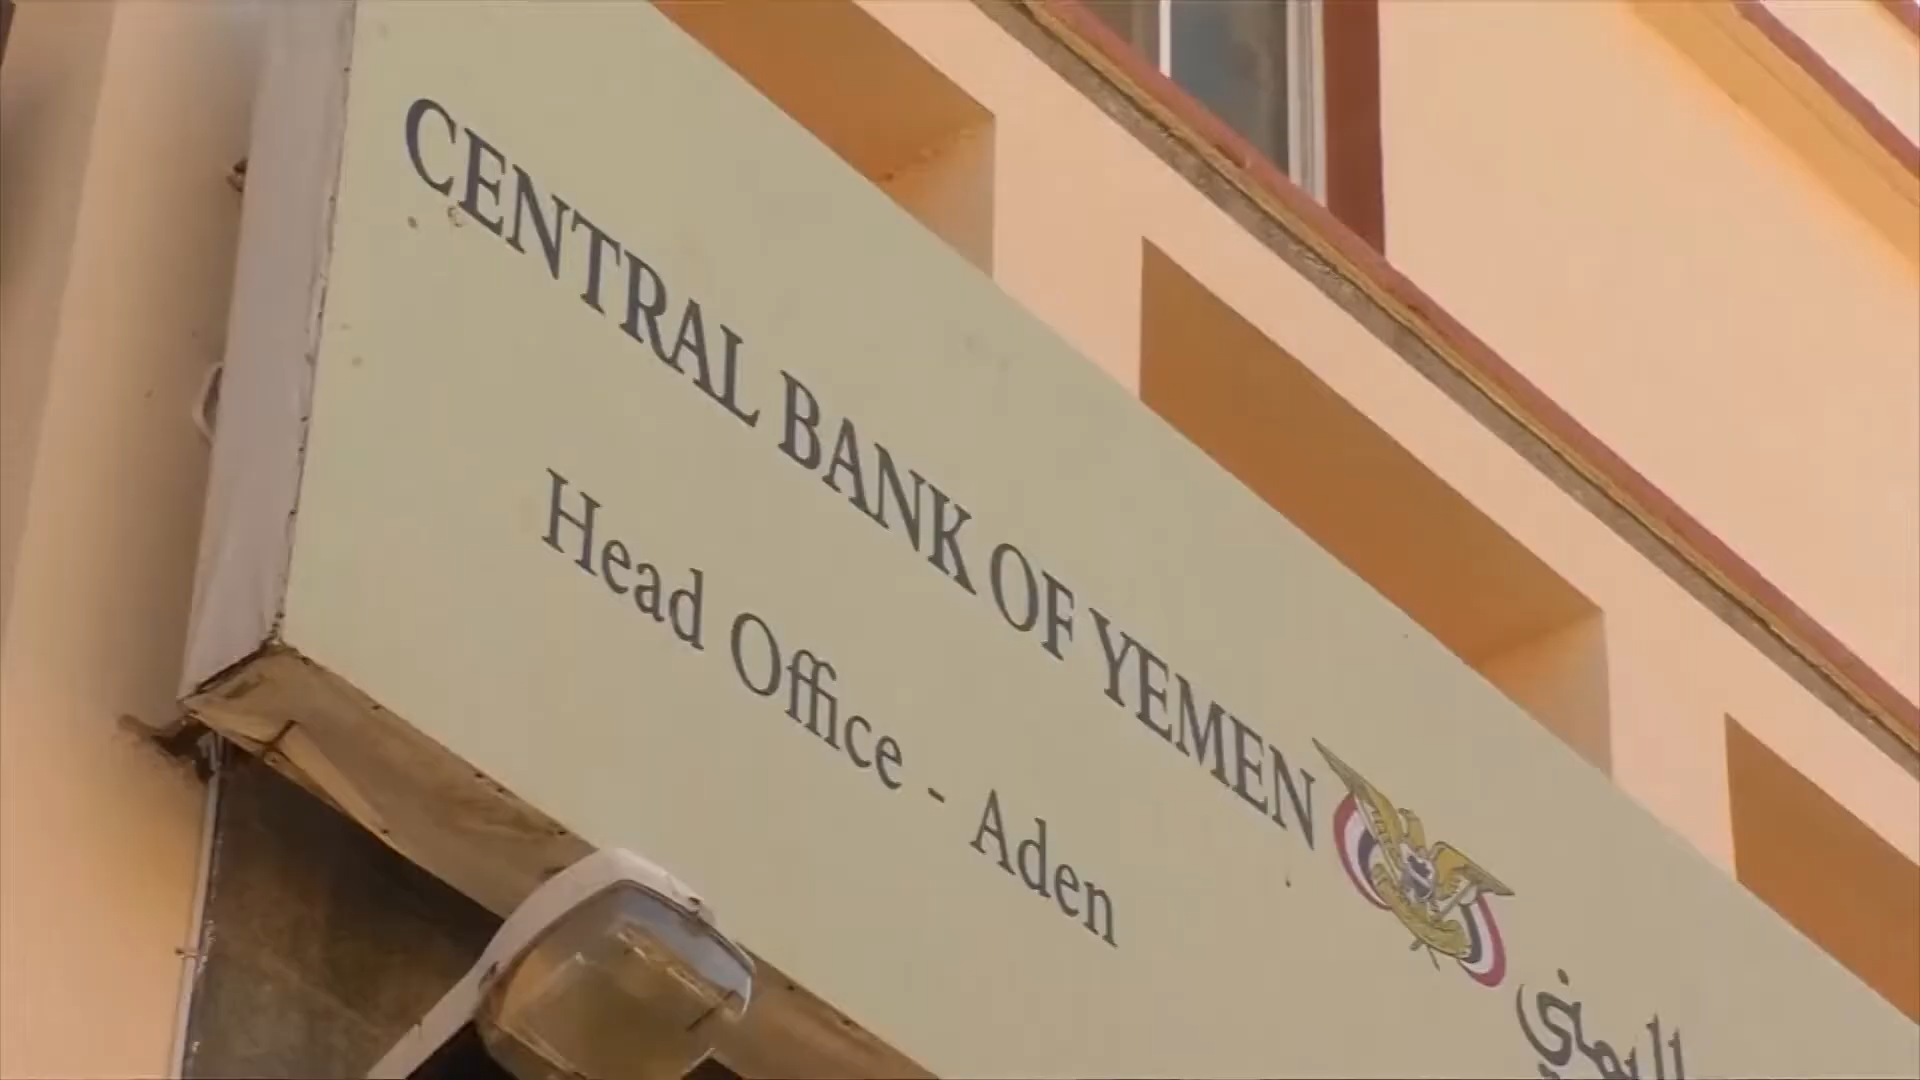 CENTRAL BANK OF YEMEN
Head Office - Aden
اليمني